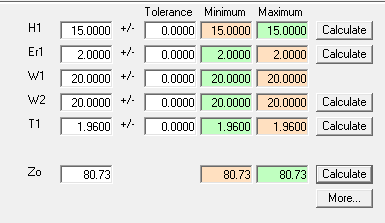 Tolerance Minimum Maximum
H1 15.0000 +/- 0.0000 15.0000 15.0000 Calculate
Er1 2.0000 +/- 0.0000 2.0000 2.0000 Calculate
W1 20.0000 +/- 0.0000 20.0000 20.0000
W2 20.0000 +/- 0.0000 20.0000 20.0000 Calculate
T1 1.9600 +/- 0.0000 1.9600 1.9600 Calculate
Zo 80.73 80.73 80.73 Calculate
More...